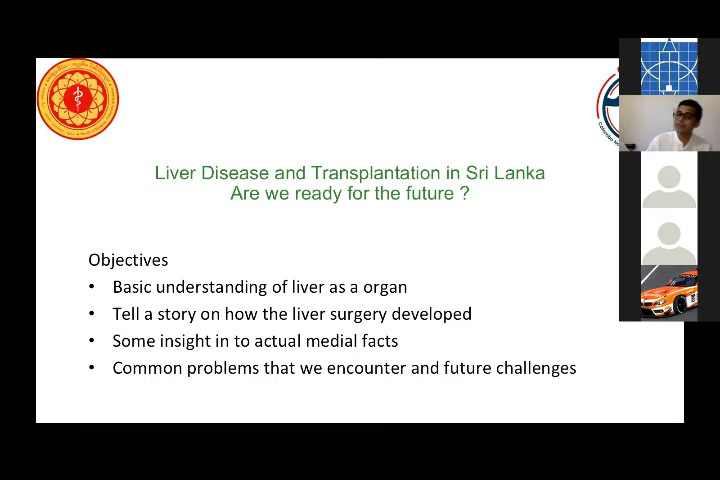 Liver Disease and Transplantation in Sri Lanka
Are we ready for the future ?
Objectives
• Basic understanding of liver as a organ
• Tell a story on how the liver surgery developed
• Some insight in to actual medial facts
• Common problems that we encounter and future challenges